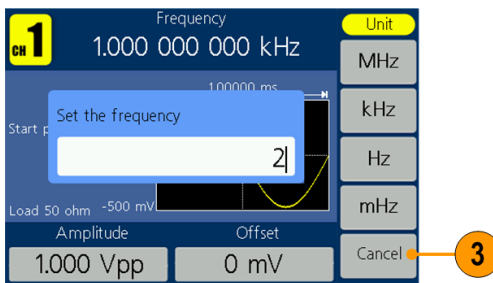 CH 1
Frequency
1.000 000 000 kHz
1.00000 ms
Start p
Set the frequency
2
Load 50 ohm
-500 mV
Amplitude
1.000 Vpp
Offset
0 mV
Unit
MHz
kHz
Hz
mHz
Cancel
3